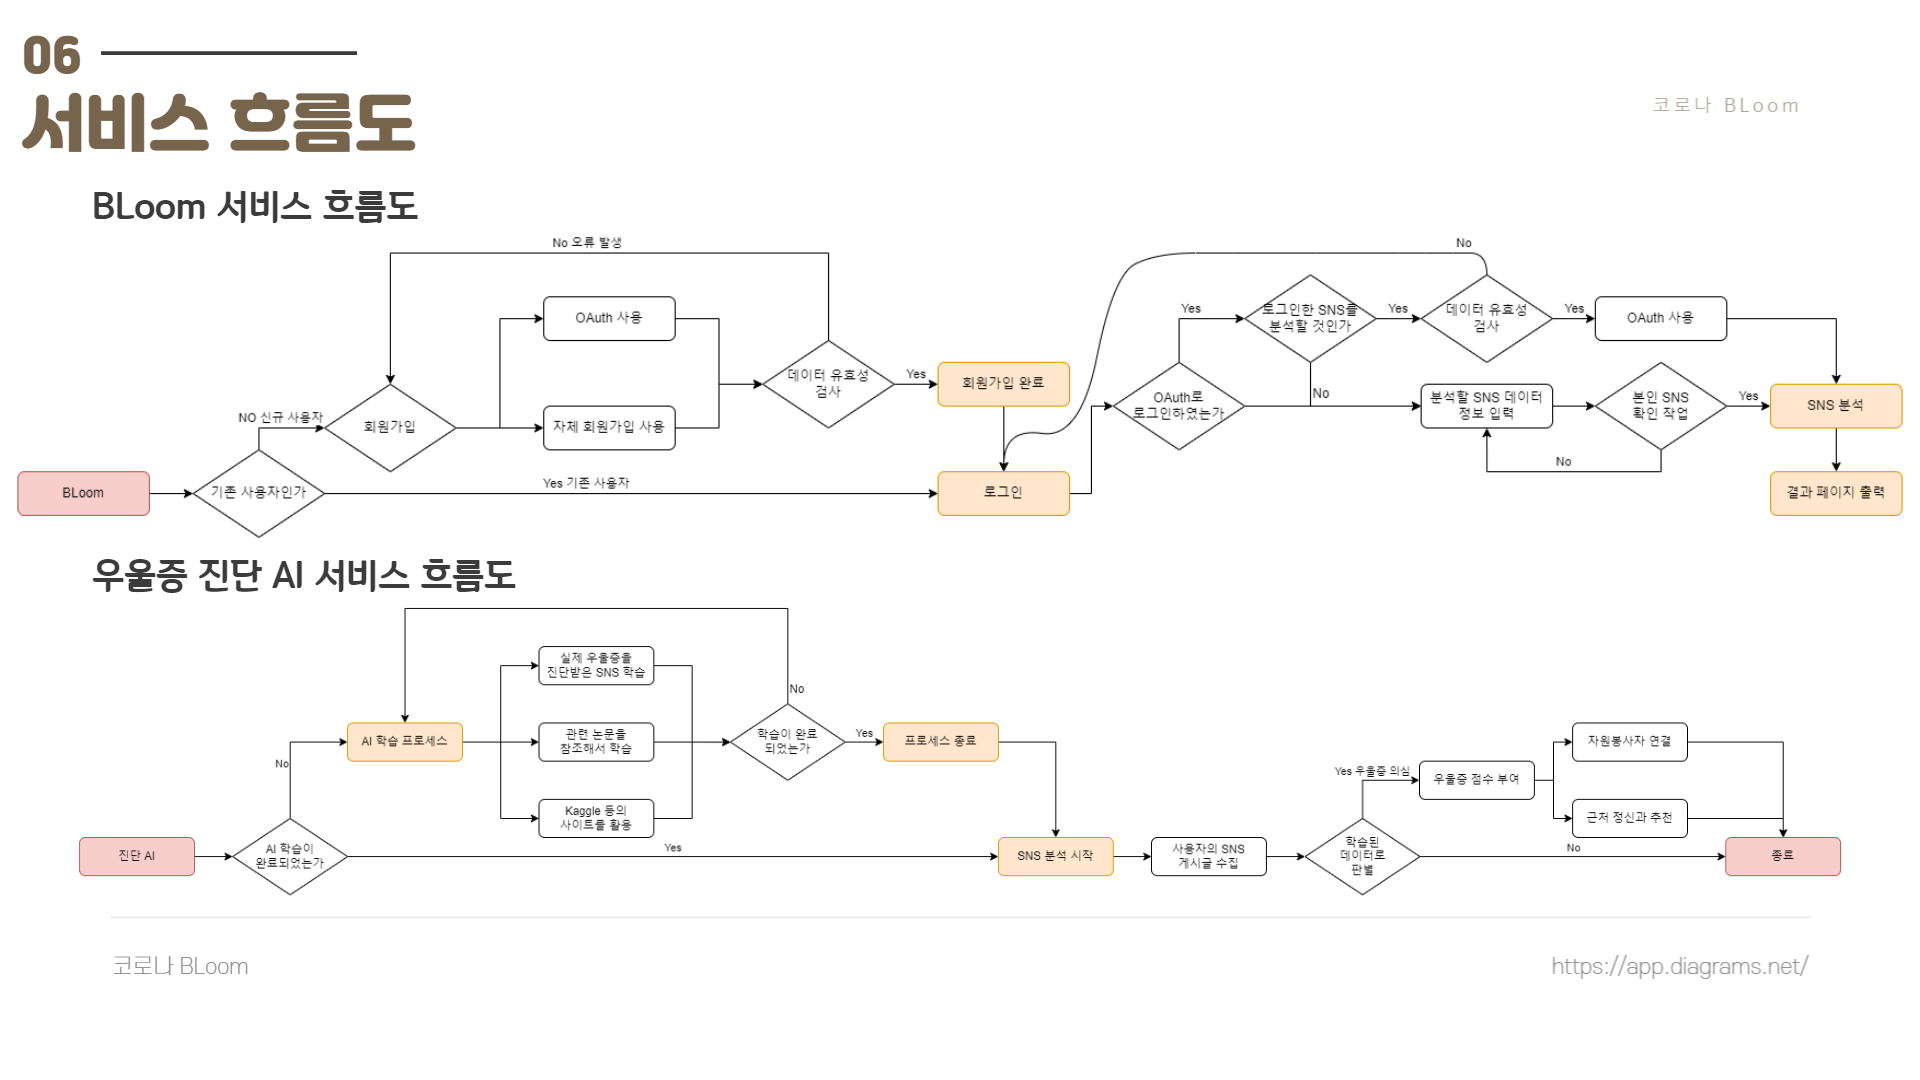 06
서비스 흐름도
코로나 BLoom
BLoom 서비스 흐름도
No 오류 발생
No
OAuth 사용
Yes
로그인한 SNS를
분석할 것인가
Yes
데이터 유효성
검사
Yes
OAuth 사용
데이터 유효성
검사
Yes
회원가입 완료
No
OAuth로
로그인하였는가
분석할 SNS 데이터
정보 입력
본인 SNS
확인 작업
Yes
SNS 분석
NO 신규 사용자
회원가입
자체 회원가입 사용
No
BLoom
기존 사용자인가
Yes 기존 사용자
로그인
결과 페이지 출력
우울증 진단 AI 서비스 흐름도
실제 우울증을
진단받은 SNS 학습
No
AI 학습 프로세스
관련 논문을
참조해서 학습
학습이 완료
되었는가
Yes
프로세스 종료
자원봉사자 연결
No
Yes 우울증 의심
우울증 점수 부여
Kaggle 등의
사이트를 활용
근처 정신과 추천
진단 AI
AI 학습이
완료되었는가
Yes
SNS 분석 시작
사용자의 SNS
게시글 수집
학습된
데이터로
판별
No
종료
코로나 BLoom
https://app.diagrams.net/